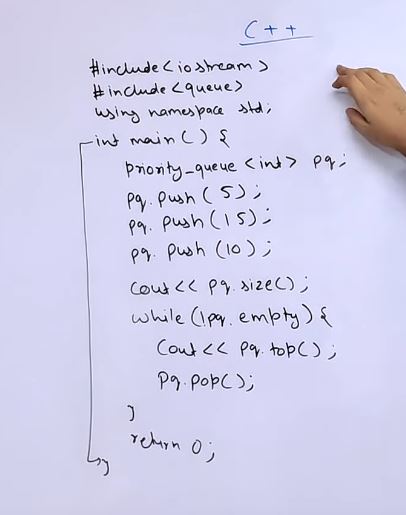 C++
#include<iostream>
#include<queue>
using namespace std;
int main() {
priority_queue <int> pq;
pq.push(5);
pq.push(15);
pq.push(10);
cout<< pq.size();
while(!pq.empty) {
cout<< pq.top();
pq.pop();
}
return 0;
}